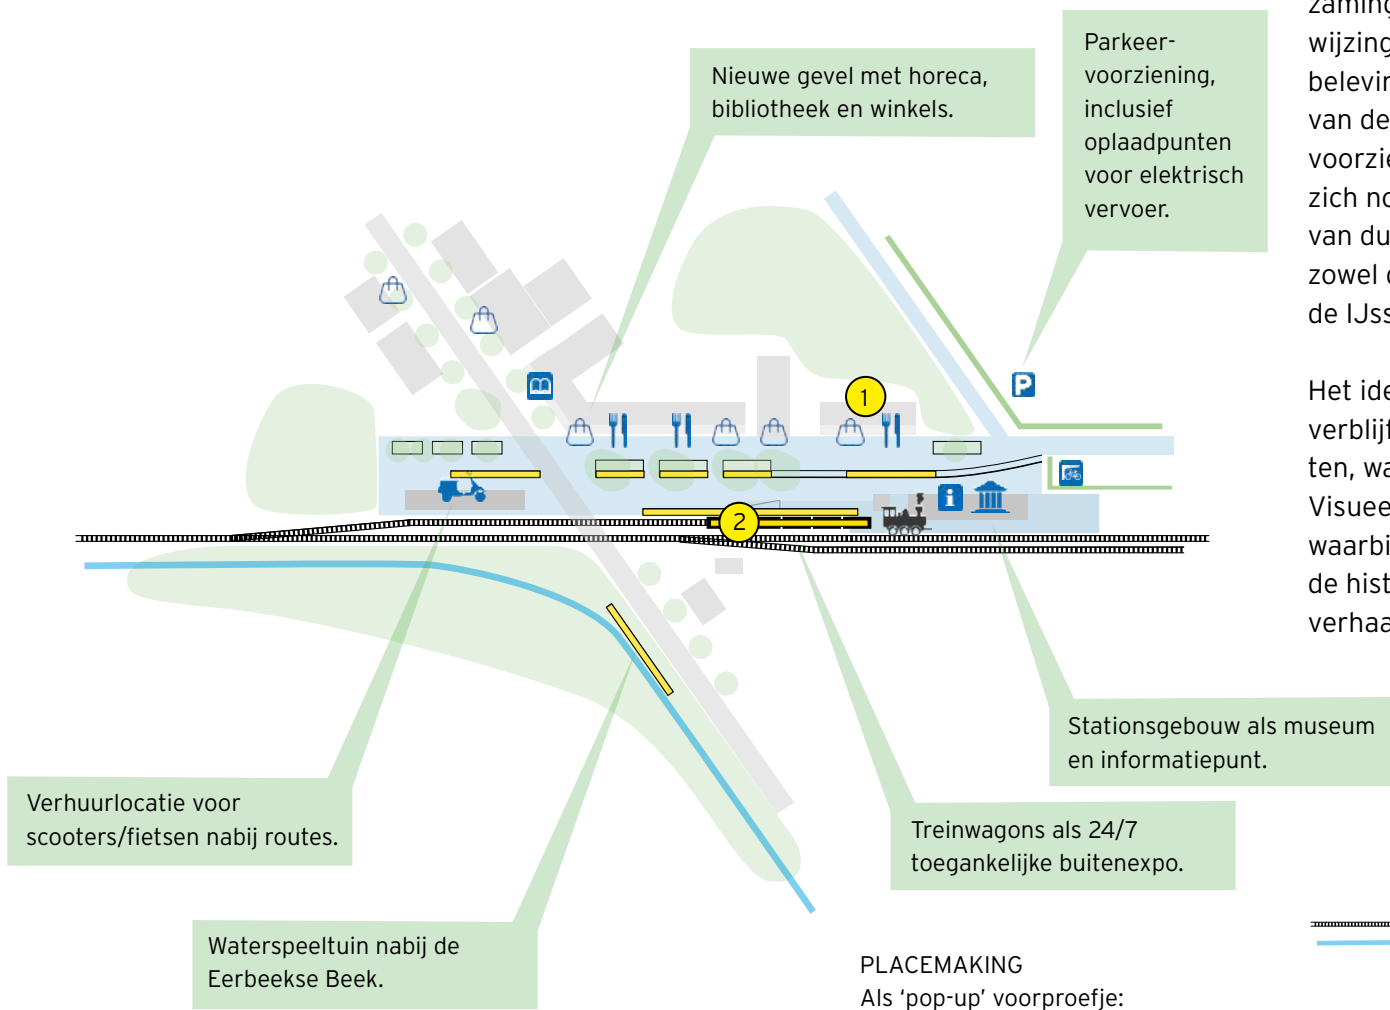 Nieuwe gevel met horeca,
bibliotheek en winkels.
Parkeer-
voorziening,
inclusief
oplaadpunten
voor elektrisch
vervoer.
1
P
i
2
Stationsgebouw als museum
en informatiepunt.
Verhuurlocatie voor
scooters/fietsen nabij routes.
Treinwagons als 24/7
toegankelijke buitenexpo.
Waterspeeltuin nabij de
Eerbeekse Beek.
PLACEMAKING
Als ‘pop-up’ voorproefje:
wijzing
van de
voorzie
zich no
van du
zowel o
de IJss
Het ide
verblijf
ten, wa
Visuee
waarbi
de hist
verhaa